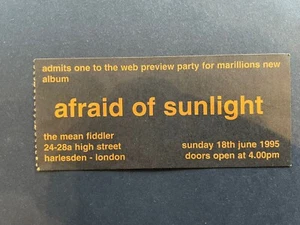 admits one to the web preview party for marillions new
album
afraid of sunlight
the mean fiddler
24-28a high street
harlesden - london
sunday 18th june 1995
doors open at 4.00pm